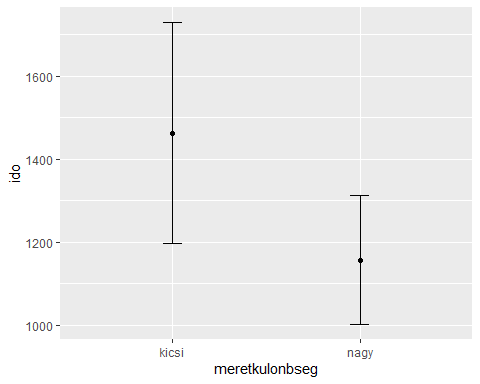 1600
1400
1200
1000
ido
kicsi nagy
meretkulonbseg